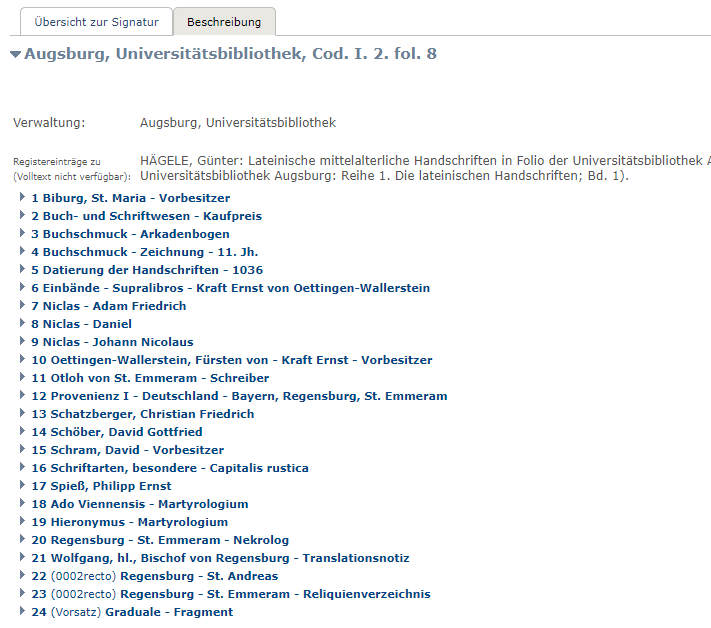 Übersicht zur Signatur
Beschreibung
Augsburg, Universitätsbibliothek, Cod. I. 2. fol. 8
Verwaltung: Augsburg, Universitätsbibliothek
Registereinträge zu HÄGELE, Günter: Lateinische mittelalterliche Handschriften in Folio der Universitätsbibliothek
(Volltext nicht verfügbar): Universitätsbibliothek Augsburg: Reihe 1. Die lateinischen Handschriften; Bd. 1).
1 Biburg, St. Maria - Vorbesitzer
2 Buch- und Schriftwesen - Kaufpreis
3 Buchschmuck - Arkadenbogen
4 Buchschmuck - Zeichnung - 11. Jh.
5 Datierung der Handschriften - 1036
6 Einbände - Supralibros - Kraft Ernst von Oettingen-Wallerstein
7 Niclas - Adam Friedrich
8 Niclas - Daniel
9 Niclas - Johann Nicolaus
10 Oettingen-Wallerstein, Fürsten von - Kraft Ernst - Vorbesitzer
11 Otloh von St. Emmeram - Schreiber
12 Provenienz I - Deutschland - Bayern, Regensburg, St. Emmeram
13 Schatzberger, Christian Friedrich
14 Schöber, David Gottfried
15 Schram, David - Vorbesitzer
16 Schriftarten, besondere - Capitalis rustica
17 Spieß, Philipp Ernst
18 Ado Viennensis - Martyrologium
19 Hieronymus - Martyrologium
20 Regensburg - St. Emmeram - Nekrolog
21 Wolfgang, hl., Bischof von Regensburg - Translationsnotiz
22 (0002recto) Regensburg - St. Andreas
23 (0002recto) Regensburg - St. Emmeram - Reliquienverzeichnis
24 (Vorsatz) Graduale - Fragment